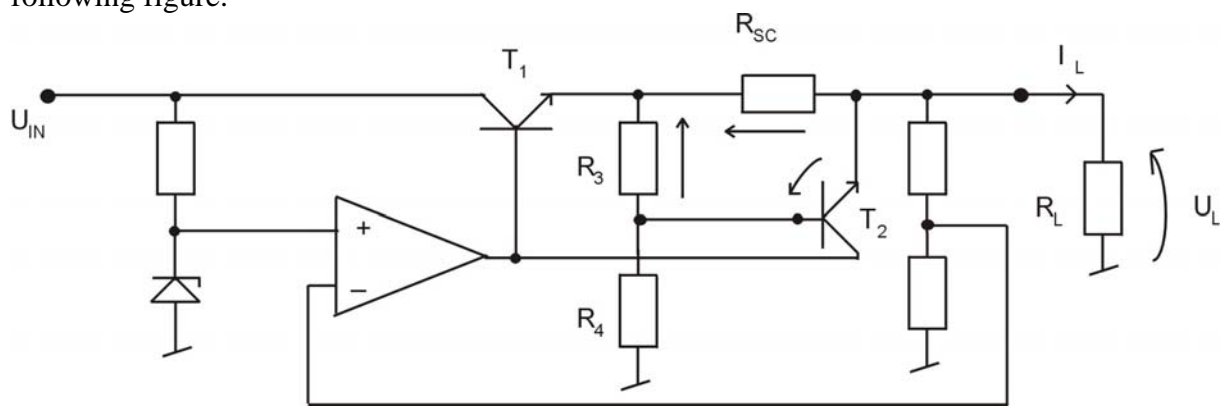 following figure.
R_SC
T_1
I_L
U_IN
R_3
+
T_2
R_L
U_L
–
R_4